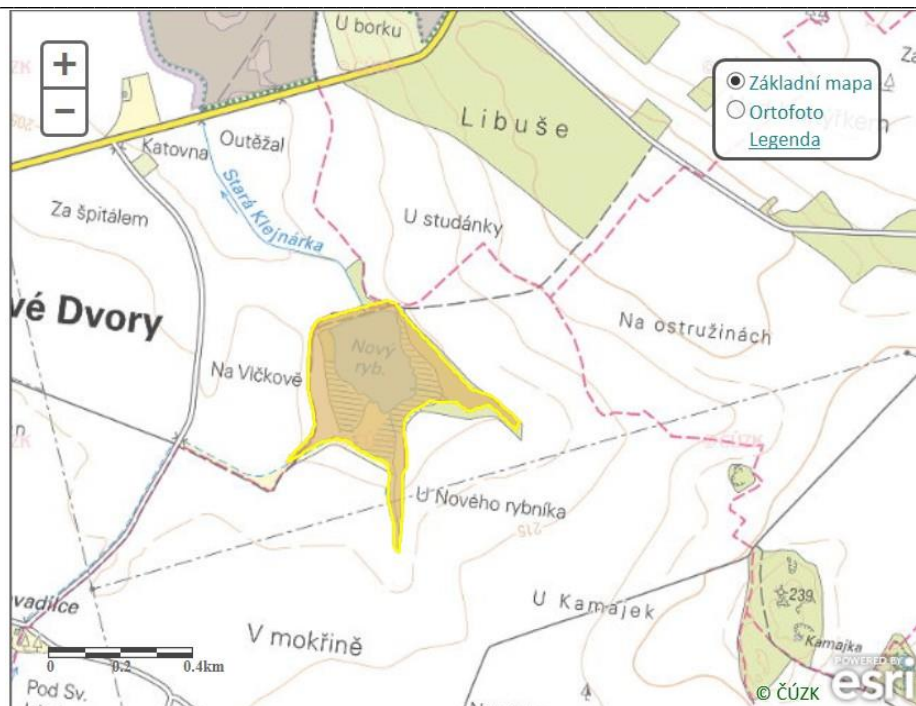 U borku
+
−
Základní mapa
Ortofoto
Legenda
Libuše
Outěžal
Katovna
Za špitálem
Stará Klejnárka
U studánky
vé Dvory
Na ostružinách
Nový
ryb.
Na Vlčkově
U Nového rybníka
215
U Kamajek
239
vadilce
V mokřině
Kamajka
0 0.2 0.4km
Pod Sv.
POWERED BY
esri
© ČÚZK